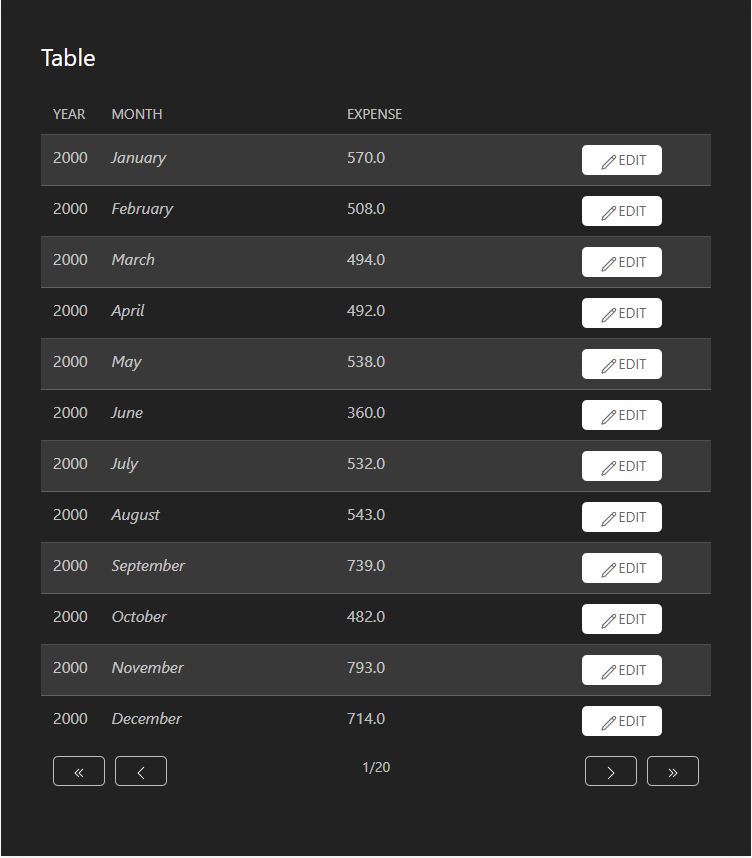 Table
YEAR MONTH EXPENSE
2000 January 570.0 EDIT
2000 February 508.0 EDIT
2000 March 494.0 EDIT
2000 April 492.0 EDIT
2000 May 538.0 EDIT
2000 June 360.0 EDIT
2000 July 532.0 EDIT
2000 August 543.0 EDIT
2000 September 739.0 EDIT
2000 October 482.0 EDIT
2000 November 793.0 EDIT
2000 December 714.0 EDIT
« ‹ 1/20 › »